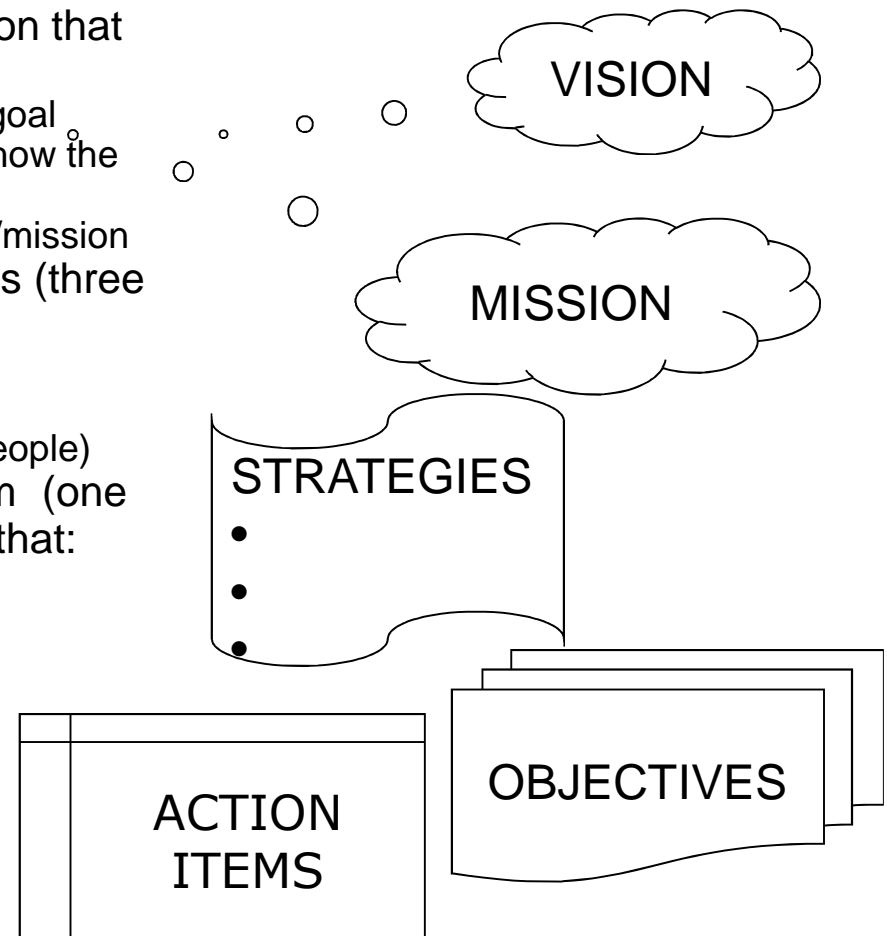 on that
goal
how the
/mission
s (three
eople)
m (one
that:
VISION
MISSION
STRATEGIES
•
•
•
OBJECTIVES
ACTION
ITEMS